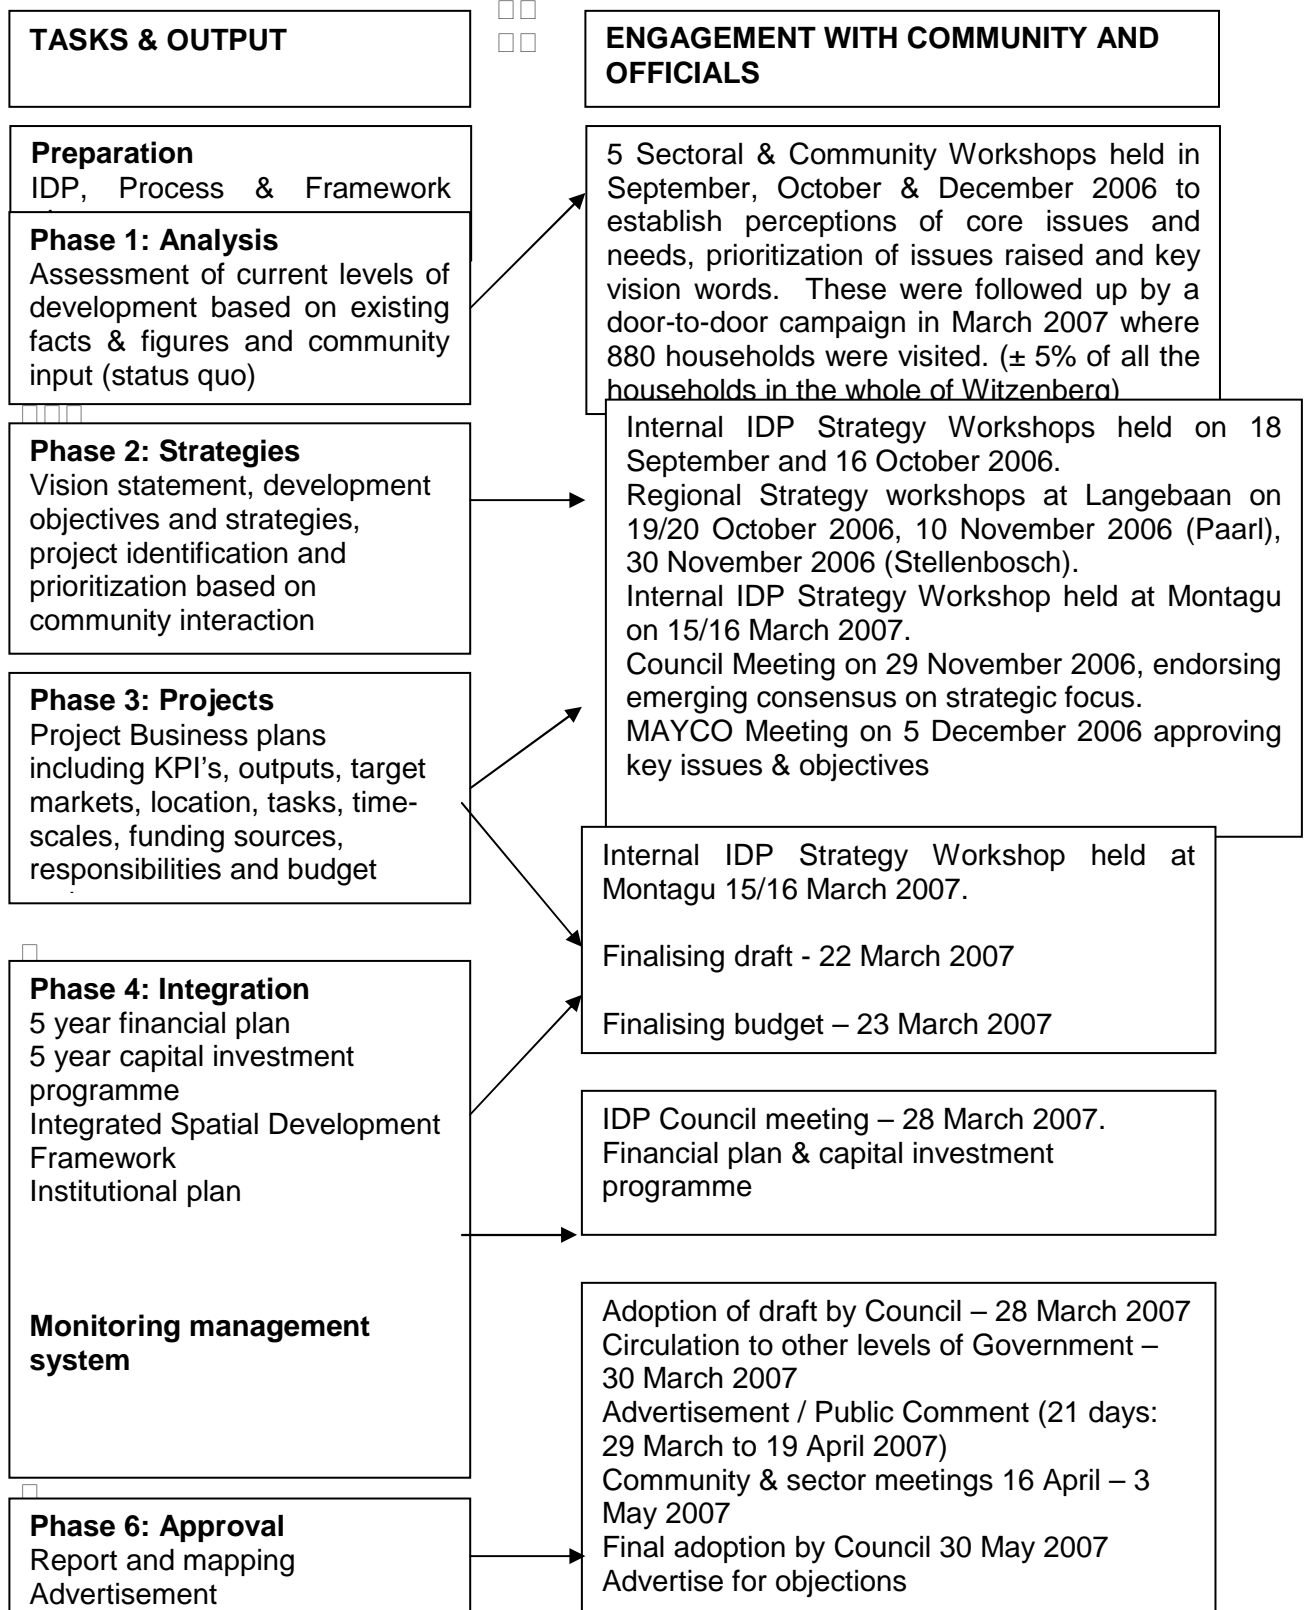 TASKS & OUTPUT
ENGAGEMENT WITH COMMUNITY AND
OFFICIALS
Preparation
IDP, Process & Framework
Phase 1: Analysis
Assessment of current levels of
development based on existing
facts & figures and community
input (status quo)
5 Sectoral & Community Workshops held in
September, October & December 2006 to
establish perceptions of core issues and
needs, prioritization of issues raised and key
vision words. These were followed up by a
door-to-door campaign in March 2007 where
880 households were visited. (± 5% of all the
households in the whole of Witzenberg)
Phase 2: Strategies
Vision statement, development
objectives and strategies,
project identification and
prioritization based on
community interaction
Internal IDP Strategy Workshops held on 18
September and 16 October 2006.
Regional Strategy workshops at Langebaan on
19/20 October 2006, 10 November 2006 (Paarl),
30 November 2006 (Stellenbosch).
Internal IDP Strategy Workshop held at Montagu
on 15/16 March 2007.
Council Meeting on 29 November 2006, endorsing
emerging consensus on strategic focus.
MAYCO Meeting on 5 December 2006 approving
key issues & objectives
Phase 3: Projects
Project Business plans
including KPI's, outputs, target
markets, location, tasks, time-
scales, funding sources,
responsibilities and budget
Internal IDP Strategy Workshop held at
Montagu 15/16 March 2007.
Finalising draft - 22 March 2007
Finalising budget – 23 March 2007
Phase 4: Integration
5 year financial plan
5 year capital investment
programme
Integrated Spatial Development
Framework
Institutional plan
Monitoring management
system
IDP Council meeting – 28 March 2007.
Financial plan & capital investment
programme
Phase 6: Approval
Report and mapping
Advertisement
Adoption of draft by Council – 28 March 2007
Circulation to other levels of Government –
30 March 2007
Advertisement / Public Comment (21 days:
29 March to 19 April 2007)
Community & sector meetings 16 April – 3
May 2007
Final adoption by Council 30 May 2007
Advertise for objections